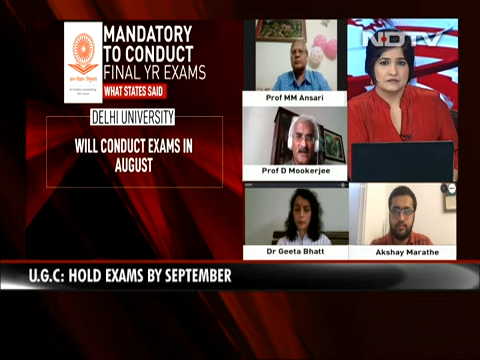 MANDATORY
TO CONDUCT
FINAL YR EXAMS
WHAT STATES SAID
DELHI UNIVERSITY
WILL CONDUCT EXAMS IN
AUGUST
NDTV
Prof MM Ansari
Prof D Mookerjee
Dr Geeta Bhatt
Akshay Marathe
U.G.C: HOLD EXAMS BY SEPTEMBER